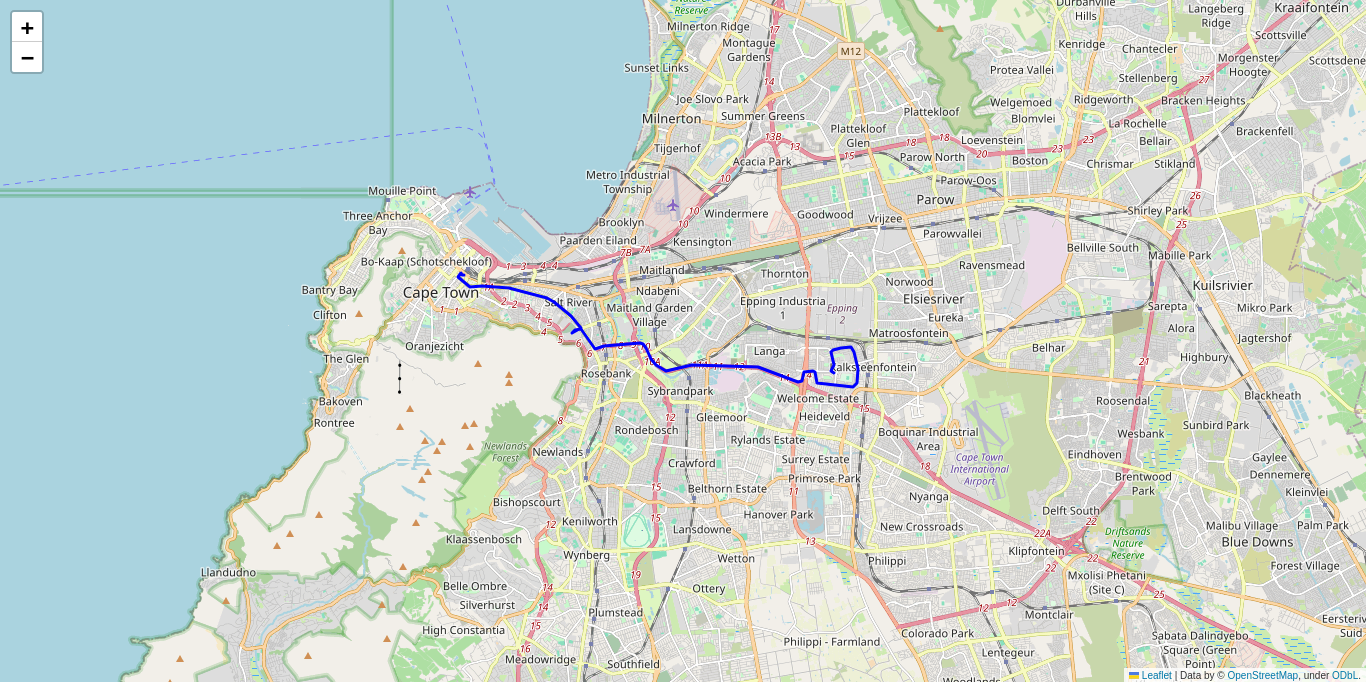 +
−
Nature
Reserve
Durbanville
Hills
Langeberg
Ridge
Kraaifontein
Milnerton Ridge
Montague
Gardens
M12
Kenridge
Chantecler
Scottsville
Morgenster
Hoogte
Scottsdene
Sunset Links
Protea Vallei
Stellenberg
Joe Slovo Park
Welgemoed
Ridgeworth
Bracken Heights
Milnerton
Summer Greens
Plattekloof
Blomvlei
La Rochelle
Brackenfell
Plattekloof
Glen
Loevenstein
Bellair
Tijgerhof
Acacia Park
Parow North
Boston
Chrismar
Stikland
Metro Industrial
Township
Parow-Oos
Mouille Point
Parow
Three Anchor
Bay
Brooklyn
Windermere
Goodwood
Vrijzee
Shirley Park
Paarden Eiland
Kensington
Parowvallei
Bellville South
Bo-Kaap (Schotschekloof)
Maitland
Thornton
Ravensmead
Norwood
Kuilsrivier
Bantry Bay
Cape Town
Ndabeni
Salt River
Maitland Garden
Village
Epping Industria
1
Epping
2
Elsiesriver
Eureka
Sarepta
Mikro Park
Clifton
Matroosfontein
Alora
Oranjezicht
Belhar
Jagtershof
The Glen
Langa
Highbury
Rosebank
Kalksteenfontein
Bakoven
Sybrandpark
Welcome Estate
Roosendal
Blackheath
Rontree
Gleemoor
Heideveld
Rondebosch
Rylands Estate
Boquinar Industrial
Area
Wesbank
Sunbird Park
Newlands
Forest
Newlands
Crawford
Surrey Estate
Cape Town
International
Airport
Eindhoven
Gaylee
Primrose Park
Brentwood
Park
Dennemere
Bishopscourt
Belthorn Estate
Nyanga
Kleinvlei
Kenilworth
Hanover Park
Delft South
Klaassenbosch
Lansdowne
New Crossroads
Driftsands
Nature
Reserve
Malibu Village
Palm Park
Blue Downs
Wynberg
Wetton
Philippi
Klipfontein
Llandudno
Forest Village
Belle Ombre
Ottery
Mxolisi Phetani
(Site C)
Silverhurst
Plumstead
Montclair
Eersteriver
High Constantia
Philippi - Farmland
Colorado Park
Sabata Dalindyebo
Square (Green
Point)
Meadowridge
Southfield
Lentegeur
Woodlands
Leaflet | Data by © OpenStreetMap, under ODbL.